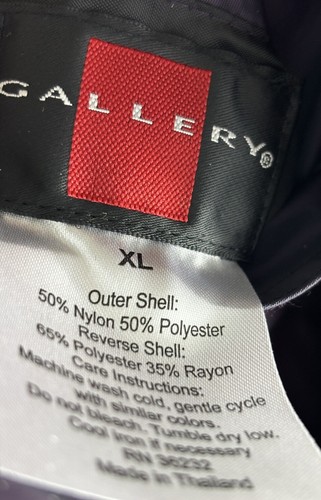 GALLERY®
XL
Outer Shell:
50% Nylon 50% Polyester
Reverse Shell:
65% Polyester 35% Rayon
Care Instructions:
Machine wash cold, gentle cycle
with similar colors.
Do not bleach. Tumble dry low.
Cool iron if necessary
RN 36232
Made in Thailand